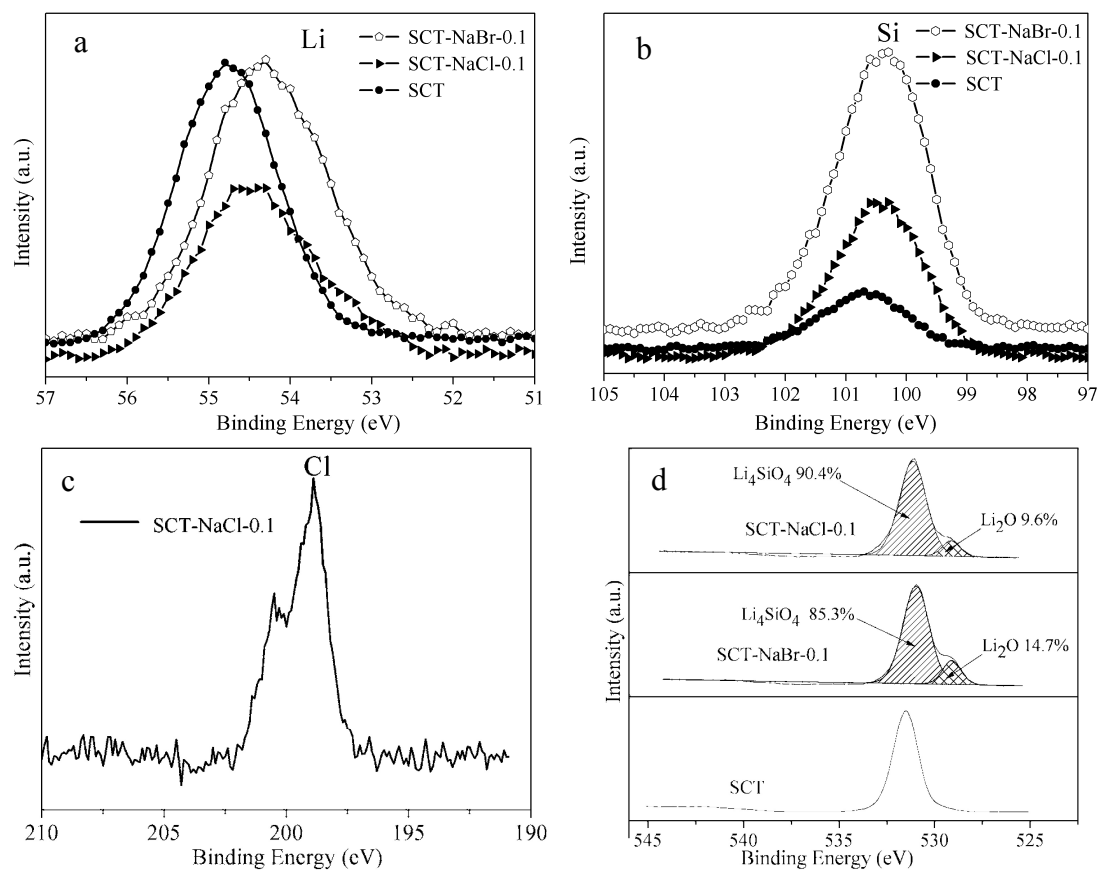 a
Li
SCT-NaBr-0.1
SCT-NaCl-0.1
SCT
Intensity (a.u.)
57 56 55 54 53 52 51
Binding Energy (eV)
b
Si
SCT-NaBr-0.1
SCT-NaCl-0.1
SCT
Intensity (a.u.)
105 104 103 102 101 100 99 98 97
Binding Energy (eV)
c
Cl
SCT-NaCl-0.1
Intensity (a.u.)
210 205 200 195 190
Binding Energy (eV)
d
Li₄SiO₄ 90.4%
Li₂O 9.6%
SCT-NaCl-0.1
Li₄SiO₄ 85.3%
Li₂O 14.7%
SCT-NaBr-0.1
SCT
Intensity (a.u.)
545 540 535 530 525
Binding Energy (eV)